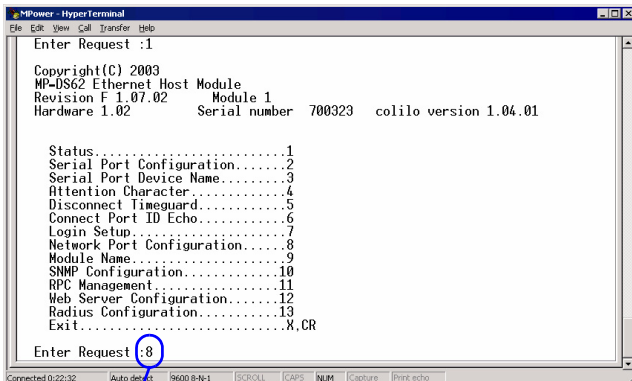 MPower - HyperTerminal
File Edit View Call Transfer Help
Enter Request :1
Copyright(C) 2003
MP-DS62 Ethernet Host Module
Revision F 1.07.02 Module 1
Hardware 1.02 Serial number 700323 colilo version 1.04.01
Status..........................1
Serial Port Configuration.......2
Serial Port Device Name.........3
Attention Character.............4
Disconnect Timeguard............5
Connect Port ID Echo............6
Login Setup.....................7
Network Port Configuration......8
Module Name.....................9
SNMP Configuration.............10
RPC Management.................11
Web Server Configuration.......12
Radius Configuration...........13
Exit............................X,CR
Enter Request :8
Connected 0:22:32 Auto detect 9600 8-N-1 SCROLL CAPS NUM Capture Print echo